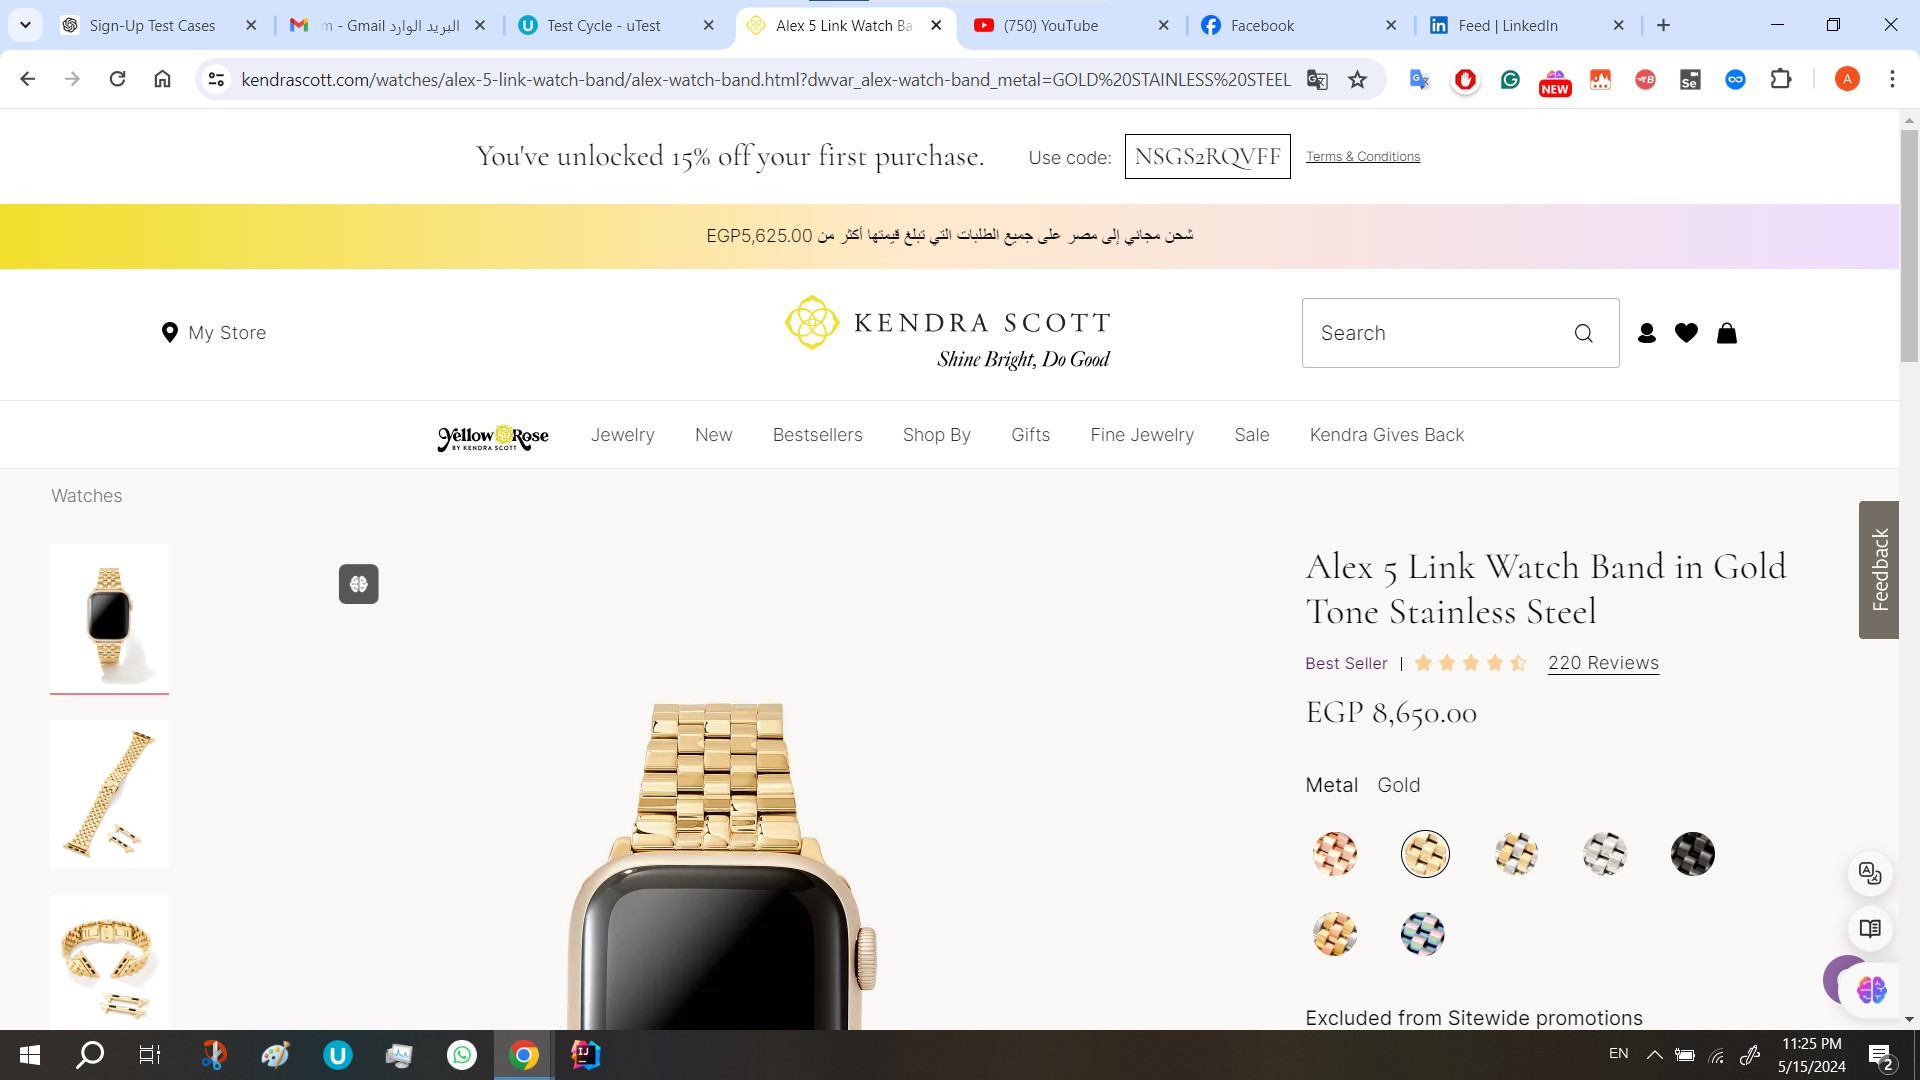 Sign-Up Test Cases
m - Gmail البريد الوارد
Test Cycle - uTest
Alex 5 Link Watch Ba
(750) YouTube
Facebook
Feed | LinkedIn
kendrascott.com/watches/alex-5-link-watch-band/alex-watch-band.html?dwvar_alex-watch-band_metal=GOLD%20STAINLESS%20STEEL
NEW
Se
A
You've unlocked 15% off your first purchase.
Use code:
NSGS2RQVFF
Terms & Conditions
شحن مجاني إلى مصر على جميع الطلبات التي تبلغ قيمتها أكثر من EGP5,625.00
My Store
KENDRA SCOTT
Shine Bright, Do Good
Search
Yellow Rose
BY KENDRA SCOTT
Jewelry
New
Bestsellers
Shop By
Gifts
Fine Jewelry
Sale
Kendra Gives Back
Watches
Feedback
Alex 5 Link Watch Band in Gold
Tone Stainless Steel
Best Seller
220 Reviews
EGP 8,650.00
Metal Gold
Excluded from Sitewide promotions
EN
11:25 PM
5/15/2024
2